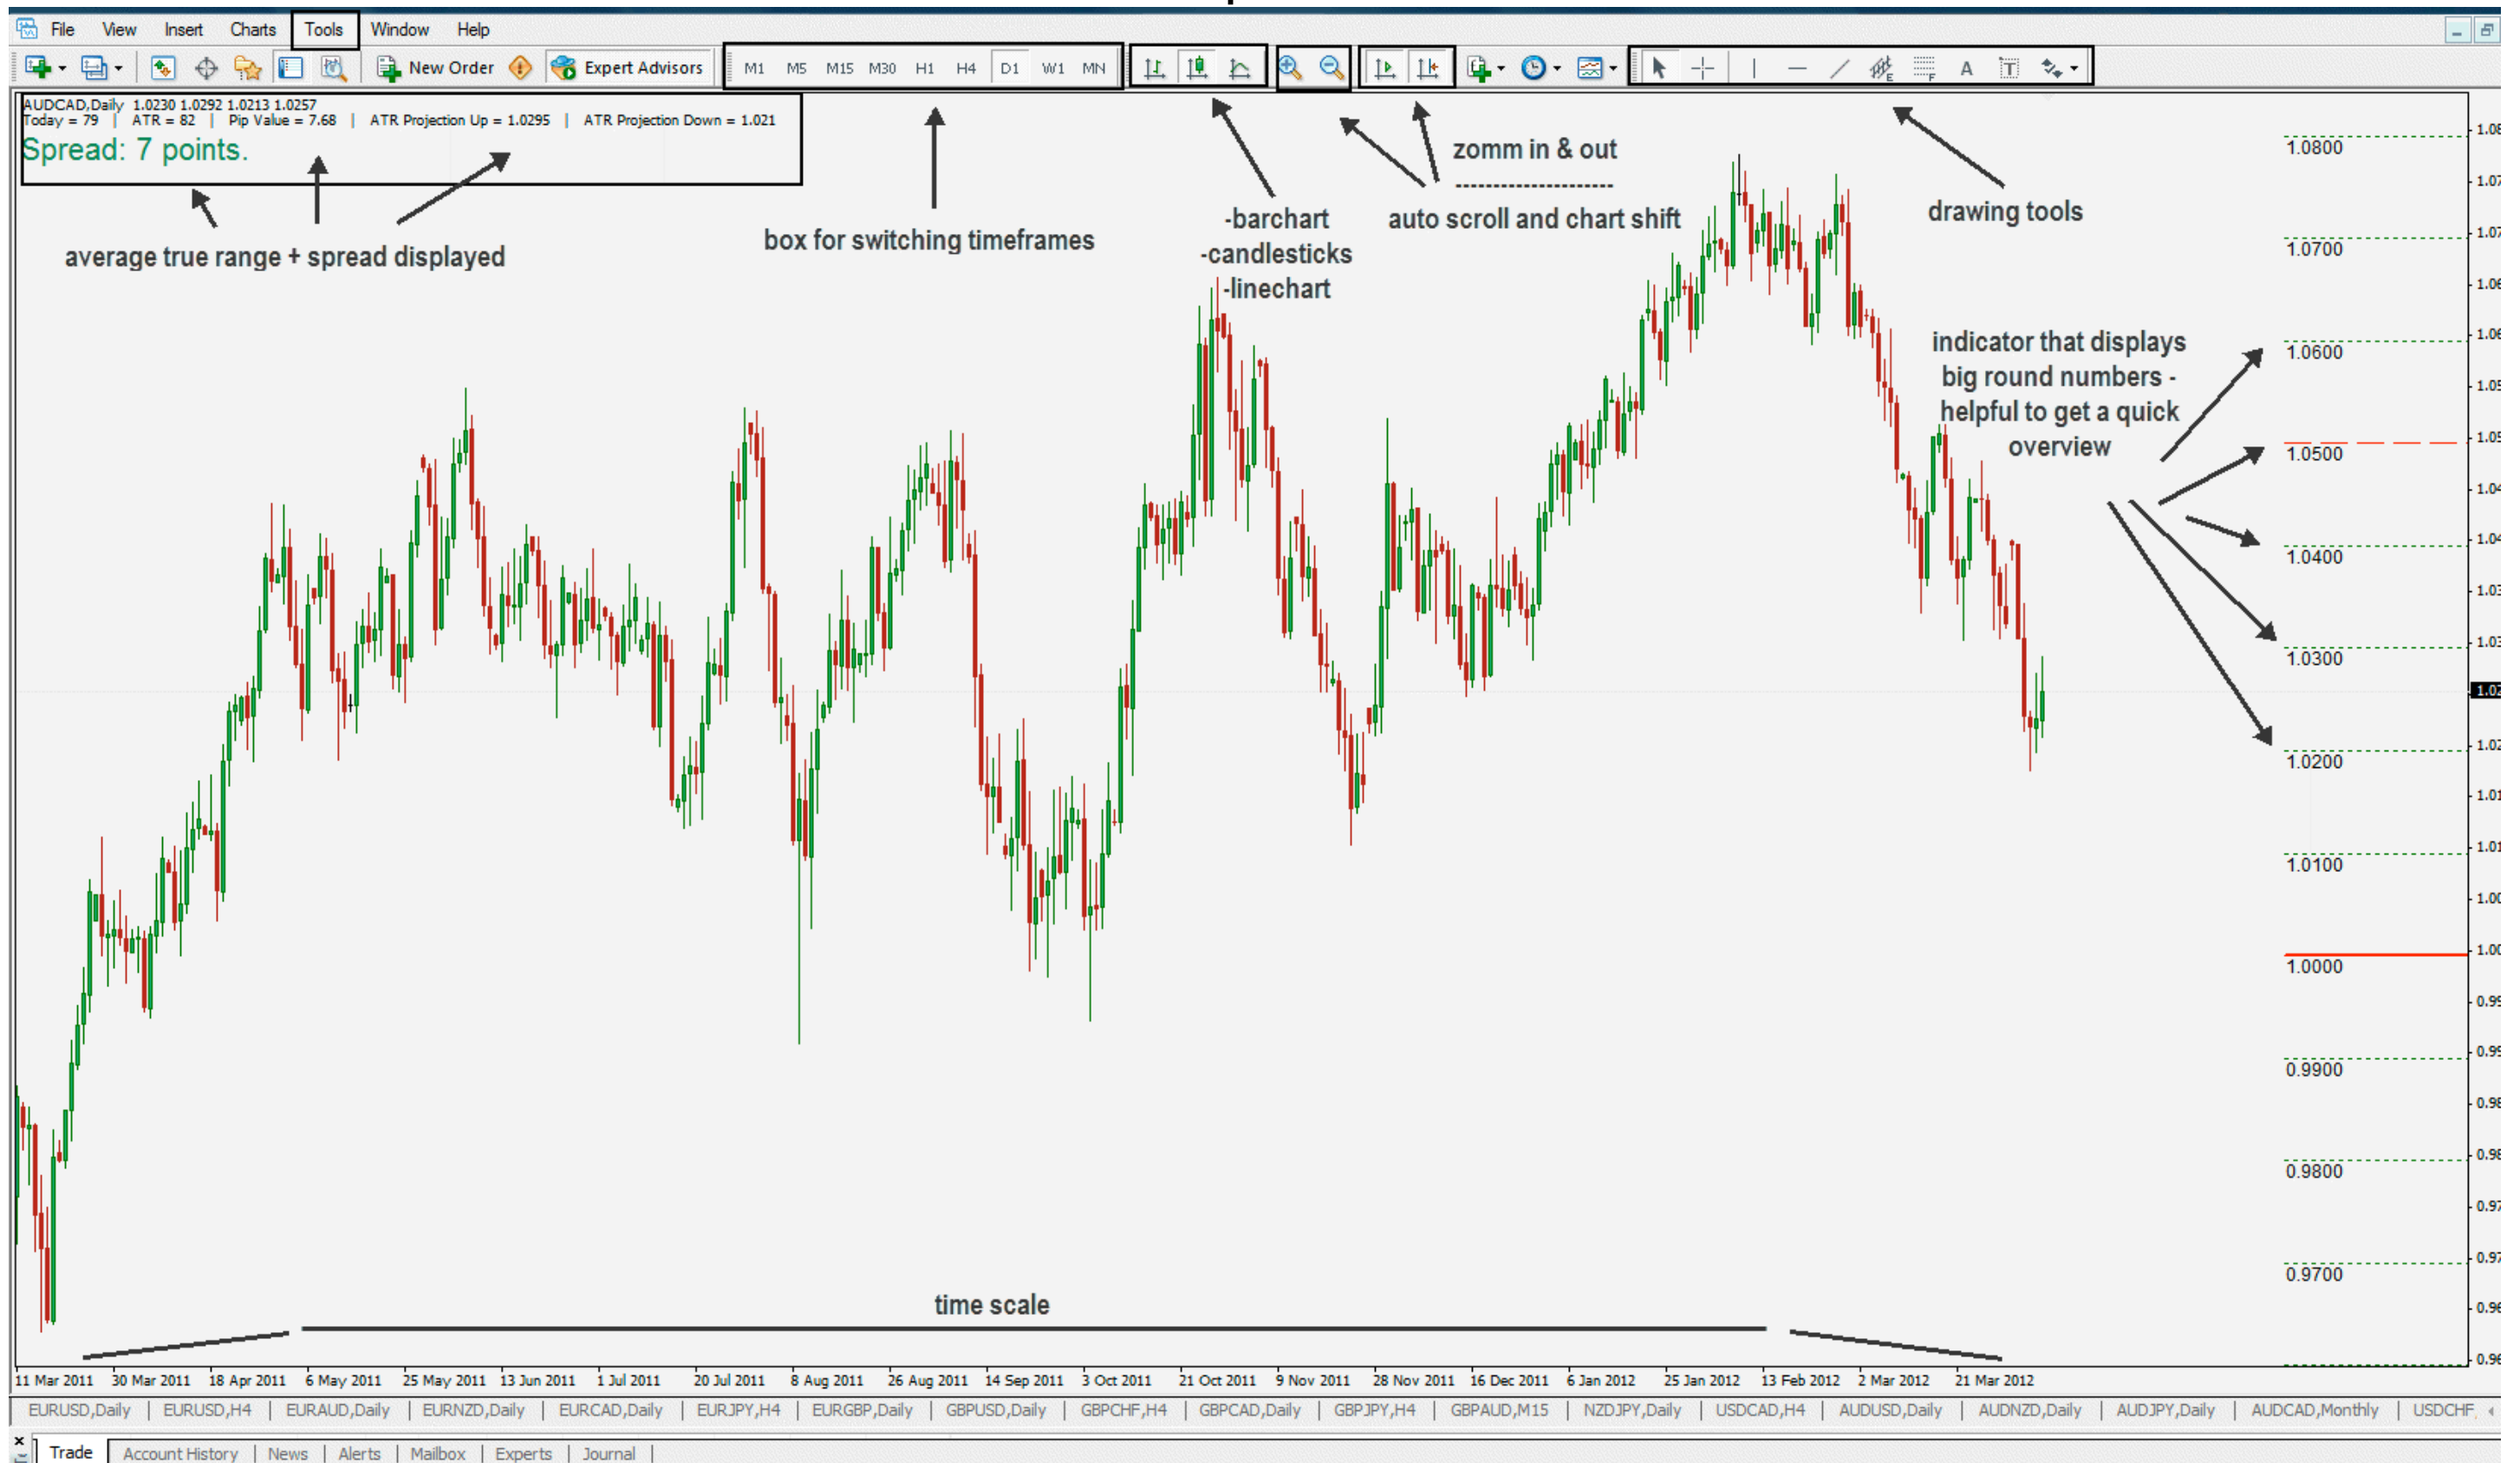 File View Insert Charts Tools Window Help
New Order Expert Advisors M1 M5 M15 M30 H1 H4 D1 W1 MN
AUDCAD,Daily 1.0230 1.0292 1.0213 1.0257
Today = 79 | ATR = 82 | Pip Value = 7.68 | ATR Projection Up = 1.0295 | ATR Projection Down = 1.021
Spread: 7 points.
average true range + spread displayed
box for switching timeframes
-barchart
-candlesticks
-linechart
zomm in & out
--------------------
auto scroll and chart shift
drawing tools
indicator that displays
big round numbers -
helpful to get a quick
overview
1.0800
1.0700
1.0600
1.0500
1.0400
1.0300
1.0200
1.0100
1.0000
0.9900
0.9800
0.9700
time scale
11 Mar 2011 30 Mar 2011 18 Apr 2011 6 May 2011 25 May 2011 13 Jun 2011 1 Jul 2011 20 Jul 2011 8 Aug 2011 26 Aug 2011 14 Sep 2011 3 Oct 2011 21 Oct 2011 9 Nov 2011 28 Nov 2011 16 Dec 2011 6 Jan 2012 25 Jan 2012 13 Feb 2012 2 Mar 2012 21 Mar 2012
EURUSD,Daily | EURUSD,H4 | EURAUD,Daily | EURNZD,Daily | EURCAD,Daily | EURJPY,H4 | EURGBP,Daily | GBPUSD,Daily | GBPCHF,H4 | GBPCAD,Daily | GBPJPY,H4 | GBPAUD,M15 | NZDJPY,Daily | USDCAD,H4 | AUDUSD,Daily | AUDNZD,Daily | AUDJPY,Daily | AUDCAD,Monthly | USDCHF
Trade | Account History | News | Alerts | Mailbox | Experts | Journal |